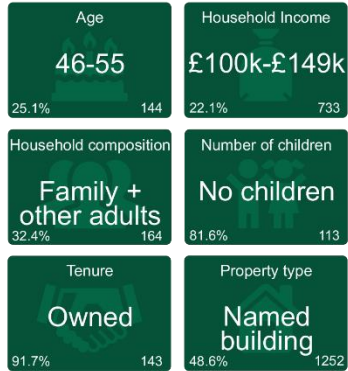 Age
46-55
25.1% 144
Household Income
£100k-£149k
22.1% 733
Household composition
Family +
other adults
32.4% 164
Number of children
No children
81.6% 113
Tenure
Owned
91.7% 143
Property type
Named
building
48.6% 1252